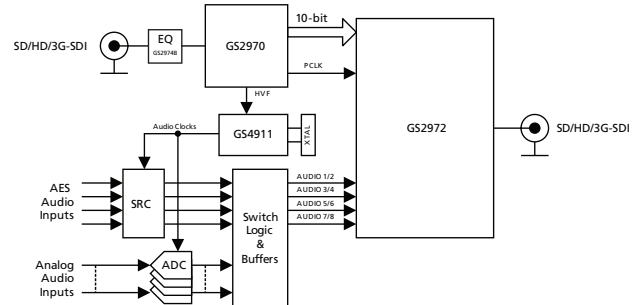 10-bit
SD/HD/3G-SDI
EQ
GS2974B
GS2970
PCLK
HVF
GS2972
SD/HD/3G-SDI
Audio Clocks
GS4911
XTAL
AES
Audio
Inputs
SRC
Switch
Logic
&
Buffers
AUDIO 1/2
AUDIO 3/4
AUDIO 5/6
AUDIO 7/8
Analog
Audio
Inputs
ADC